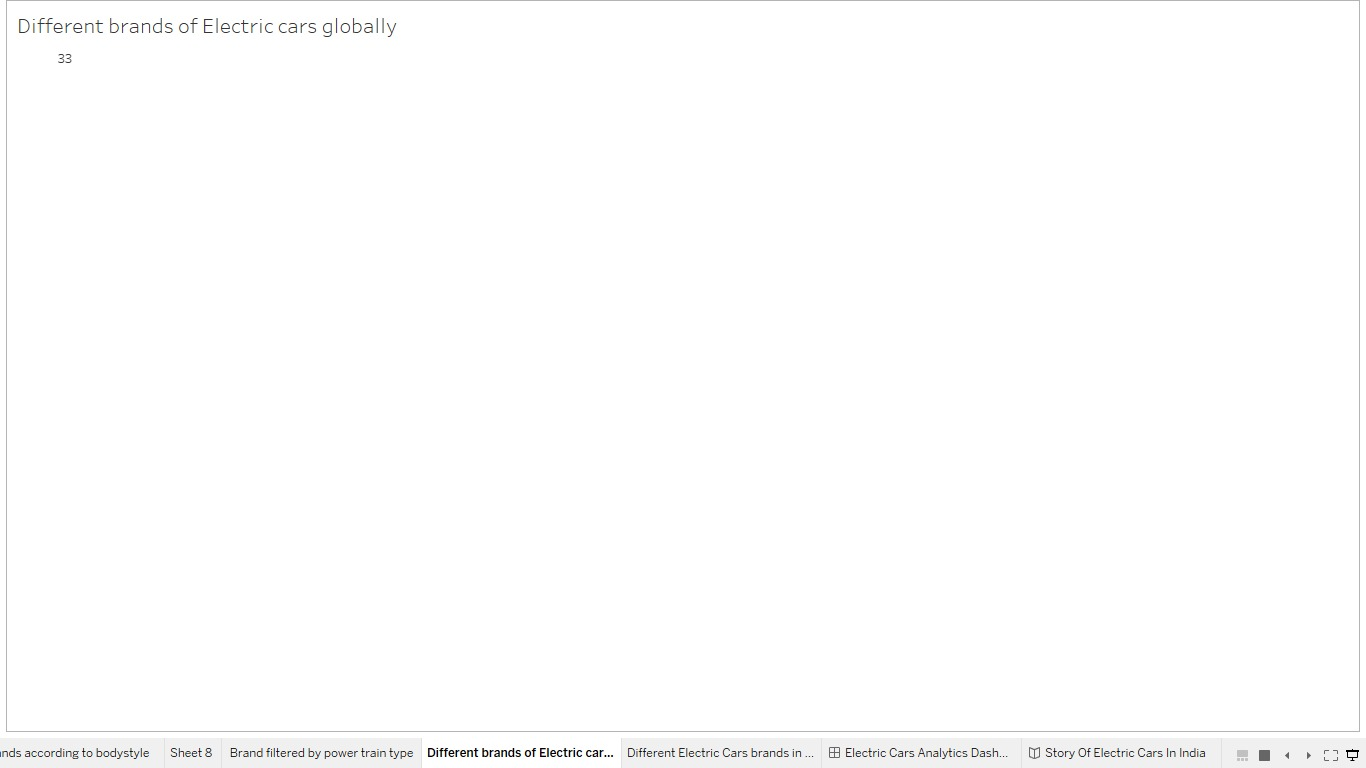 Different brands of Electric cars globally
33
nds according to bodystyle
Sheet 8
Brand filtered by power train type
Different brands of Electric car...
Different Electric Cars brands in ...
Electric Cars Analytics Dash...
Story Of Electric Cars In India